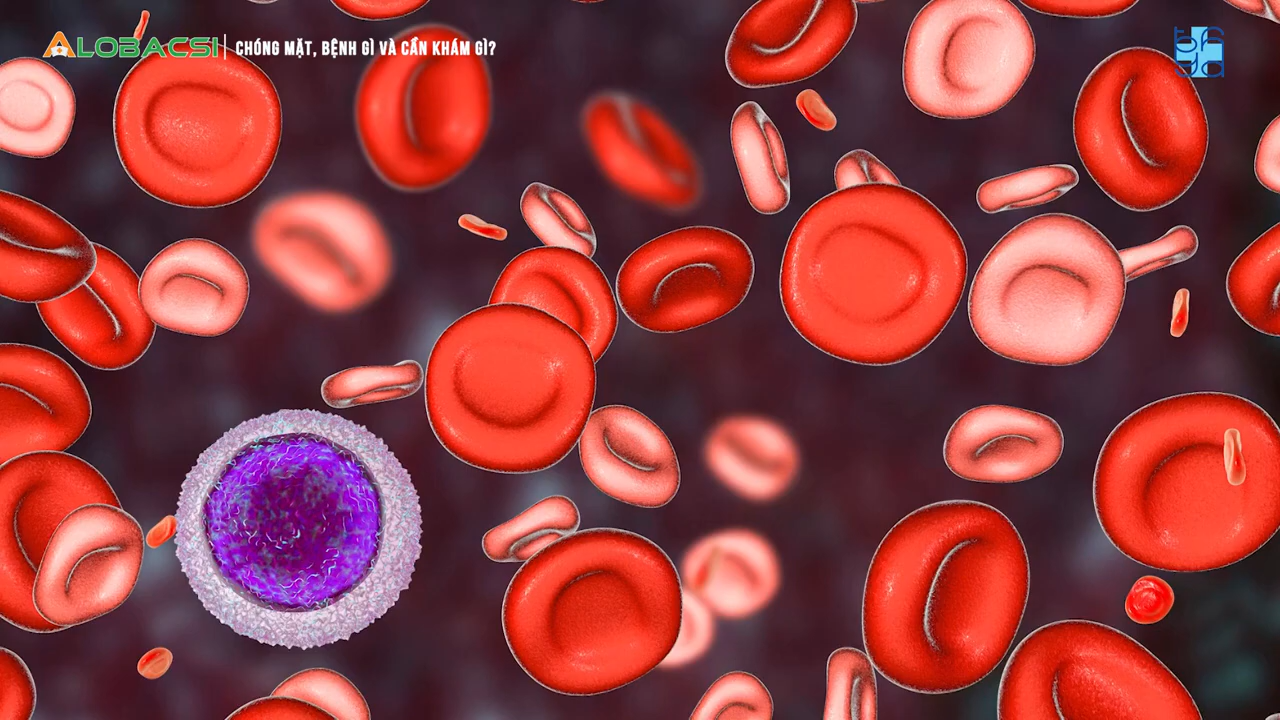 ALOBACSI | CHÓNG MẶT, BỆNH GÌ VÀ CẦN KHÁM GÌ?